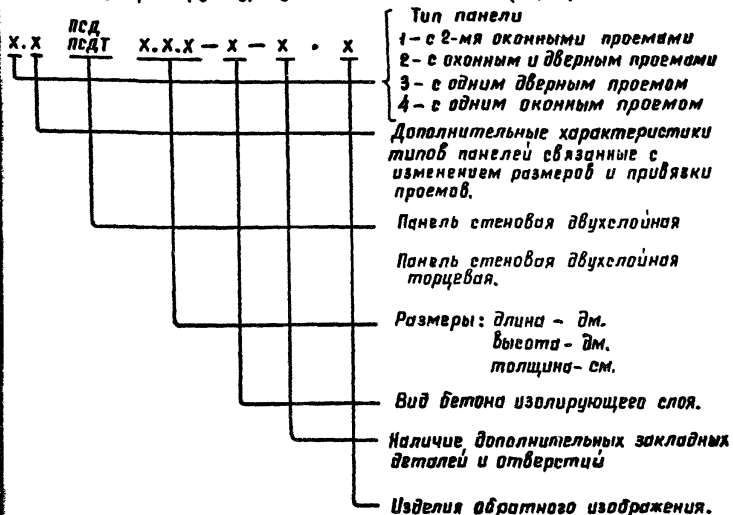 Тип панели
псд
псдт
х.х х.х.х – х – х . х
1 – с 2-мя оконными проемами
2 – с оконным и дверным проемами
3 – с одним дверным проемом
4 – с одним оконным проемом
Дополнительные характеристики
типов панелей связанные с
изменением размеров и привязки
проемов.
Панель стеновая двухслойная
Панель стеновая двухслойная
торцевая.
Размеры: длина – дм.
высота – дм.
толщина – см.
Вид бетона изолирующего слоя.
Наличие дополнительных закладных
деталей и отверстий
Изделия обратного изображения.